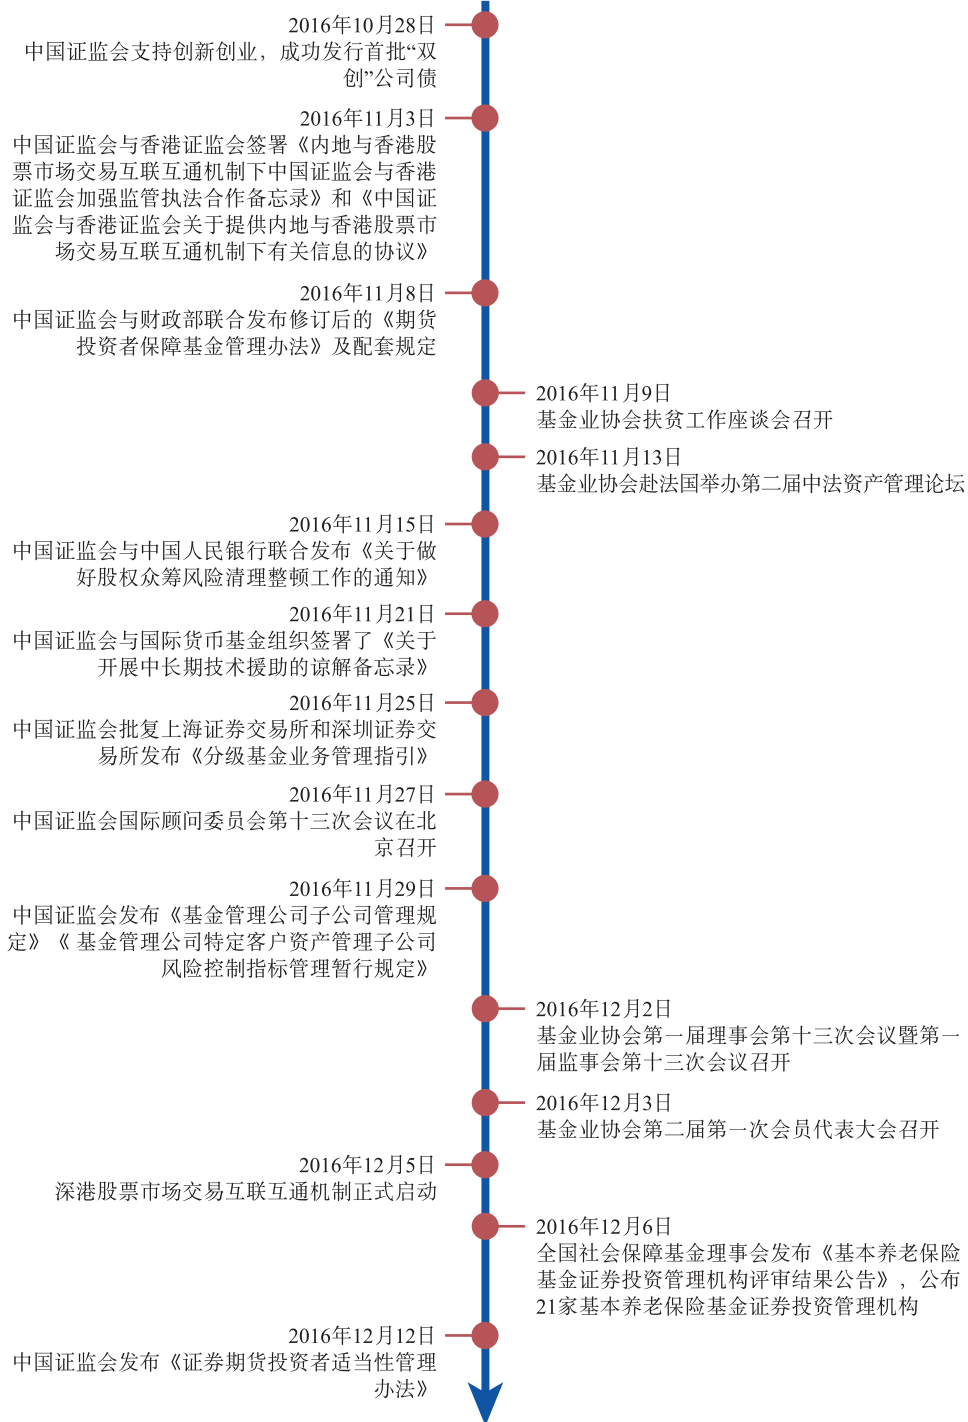 2016年10月28日
中国证监会支持创新创业，成功发行首批“双
创”公司债
2016年11月3日
中国证监会与香港证监会签署《内地与香港股
票市场交易互联互通机制下中国证监会与香港
证监会加强监管执法合作备忘录》和《中国证
监会与香港证监会关于提供内地与香港股票市
场交易互联互通机制下有关信息的协议》
2016年11月8日
中国证监会与财政部联合发布修订后的《期货
投资者保障基金管理办法》及配套规定
2016年11月9日
基金业协会扶贫工作座谈会召开
2016年11月13日
基金业协会赴法国举办第二届中法资产管理论坛
2016年11月15日
中国证监会与中国人民银行联合发布《关于做
好股权众筹风险清理整顿工作的通知》
2016年11月21日
中国证监会与国际货币基金组织签署了《关于
开展中长期技术援助的谅解备忘录》
2016年11月25日
中国证监会批复上海证券交易所和深圳证券交
易所发布《分级基金业务管理指引》
2016年11月27日
中国证监会国际顾问委员会第十三次会议在北
京召开
2016年11月29日
中国证监会发布《基金管理公司子公司管理规
定》《 基金管理公司特定客户资产管理子公司
风险控制指标管理暂行规定》
2016年12月2日
基金业协会第一届理事会第十三次会议暨第一
届监事会第十三次会议召开
2016年12月3日
基金业协会第二届第一次会员代表大会召开
2016年12月5日
深港股票市场交易互联互通机制正式启动
2016年12月6日
全国社会保障基金理事会发布《基本养老保险
基金证券投资管理机构评审结果公告》，公布
21家基本养老保险基金证券投资管理机构
2016年12月12日
中国证监会发布《证券期货投资者适当性管理
办法》